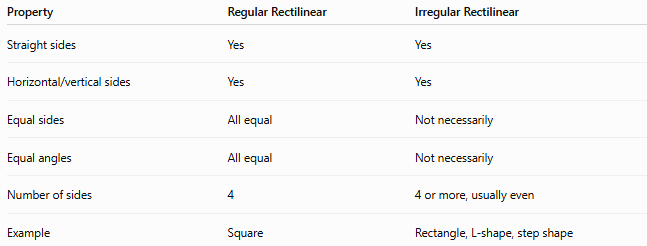 Property Regular Rectilinear Irregular Rectilinear
Straight sides Yes Yes
Horizontal/vertical sides Yes Yes
Equal sides All equal Not necessarily
Equal angles All equal Not necessarily
Number of sides 4 4 or more, usually even
Example Square Rectangle, L-shape, step shape